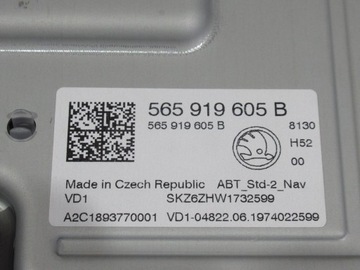 565 919 605 B
565 919 605 B
8130
H52
00
Made in Czech Republic ABT_Std-2_Nav
VD1 SKZ6ZHW1732599
A2C1893770001 VD1-04822.06.1974022599